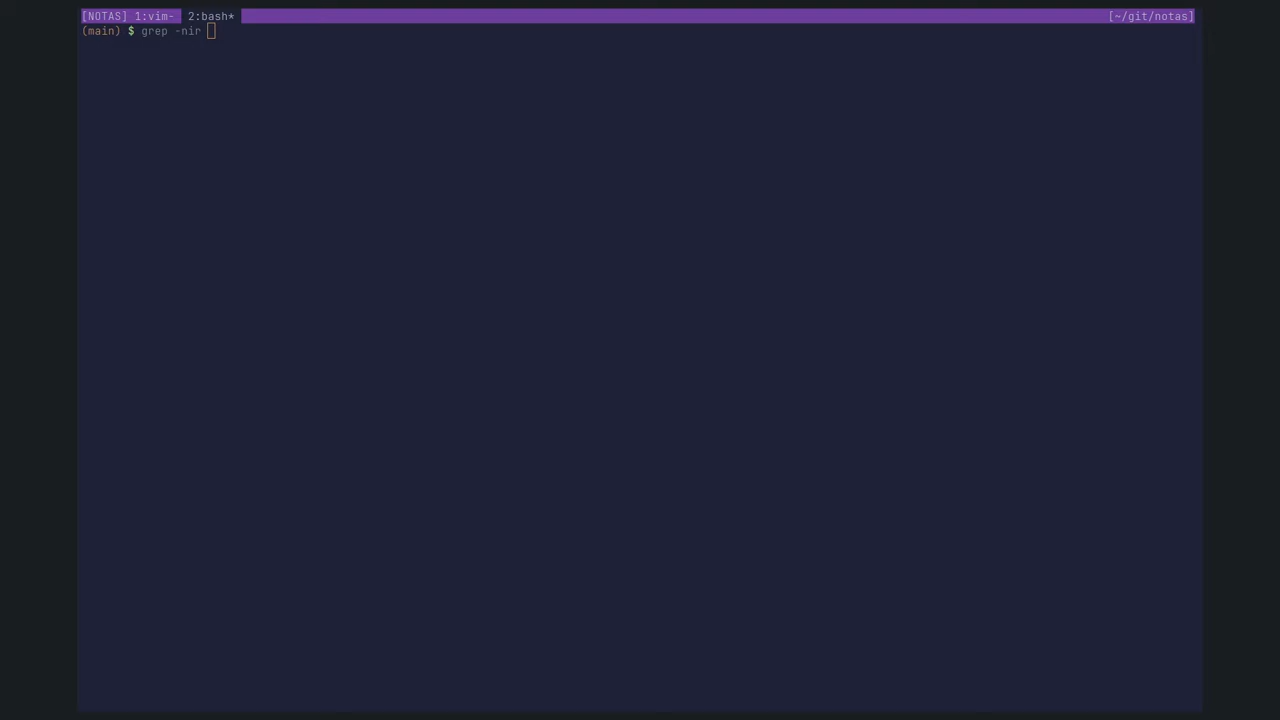 [NOTAS] 1:vim- 2:bash* [~/git/notas]
(main) $ grep -nir